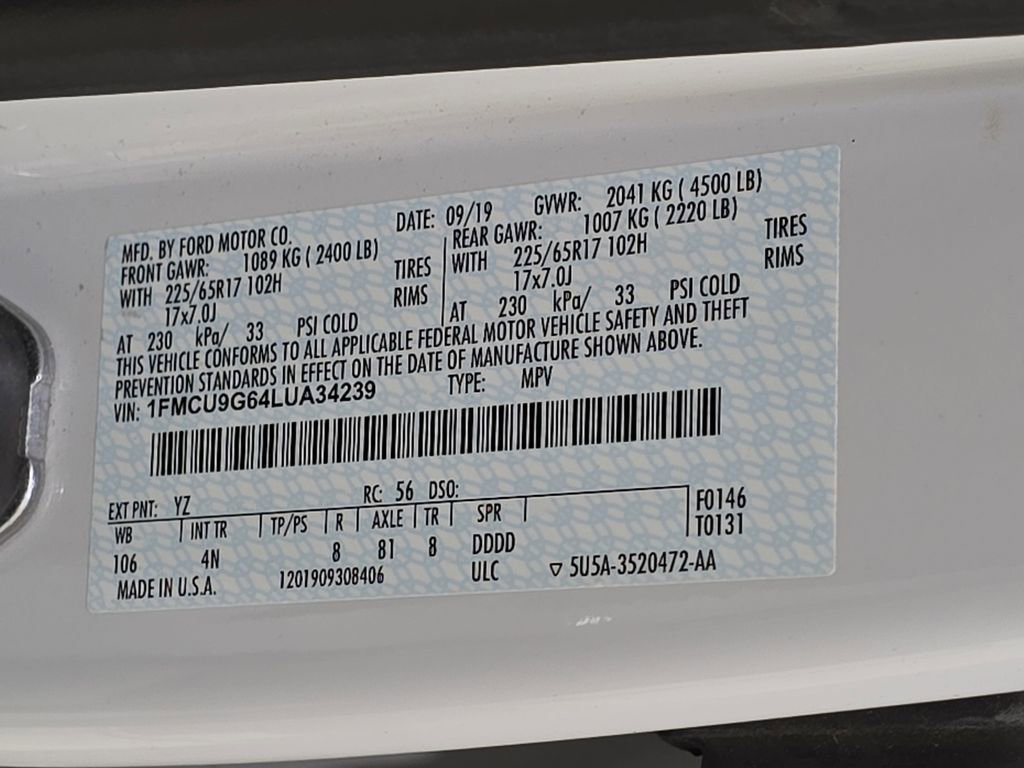 MFD. BY FORD MOTOR CO. DATE: 09/19 GVWR: 2041 KG ( 4500 LB)
FRONT GAWR: 1089 KG ( 2400 LB) REAR GAWR: 1007 KG ( 2220 LB)
WITH 225/65R17 102H TIRES WITH 225/65R17 102H TIRES
17x7.0J RIMS 17x7.0J RIMS
AT 230 kPa/ 33 PSI COLD AT 230 kPa/ 33 PSI COLD
THIS VEHICLE CONFORMS TO ALL APPLICABLE FEDERAL MOTOR VEHICLE SAFETY AND THEFT
PREVENTION STANDARDS IN EFFECT ON THE DATE OF MANUFACTURE SHOWN ABOVE.
VIN: 1FMCU9G64LUA34239 TYPE: MPV
EXT PNT: YZ RC: 56 DSO: F0146
WB INT TR TP/PS R AXLE TR SPR T0131
106 4N 8 81 8 DDDD
MADE IN U.S.A. 1201909308406 ULC ▽ 5U5A-3520472-AA